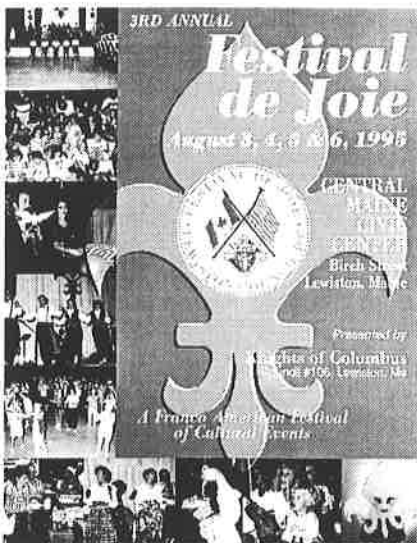 3RD ANNUAL
Festival
de Joie
August 3, 4, 5 & 6, 1995
CENTRAL
MAINE
CIVIC
CENTER
Birch Street
Lewiston, Maine
Presented by
Knights of Columbus
#106, Lewiston, Me
A Franco American Festival
of Cultural Events